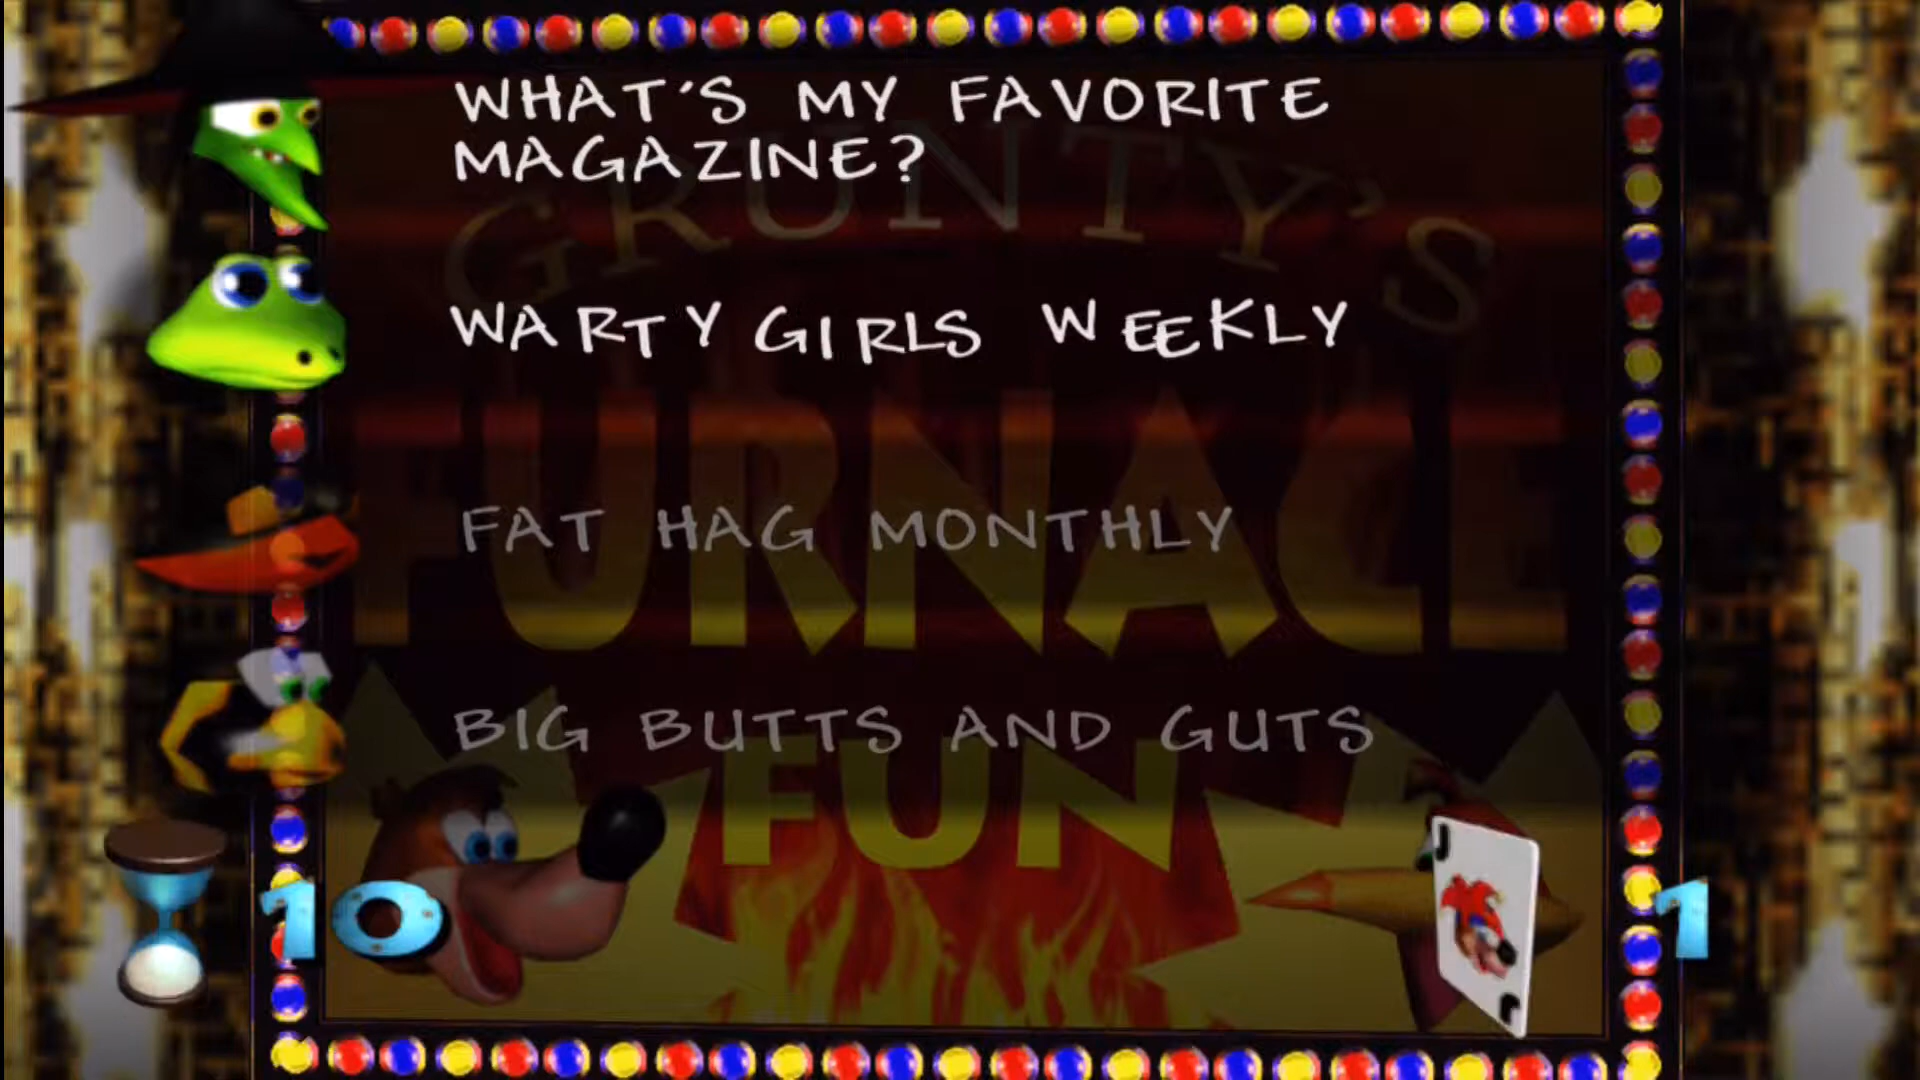 WHAT'S MY FAVORITE
MAGAZINE?
GRUNTY'S
WARTY GIRLS WEEKLY
FURNACE
FAT HAG MONTHLY
BIG BUTTS AND GUTS
FUN
10
J
1
J